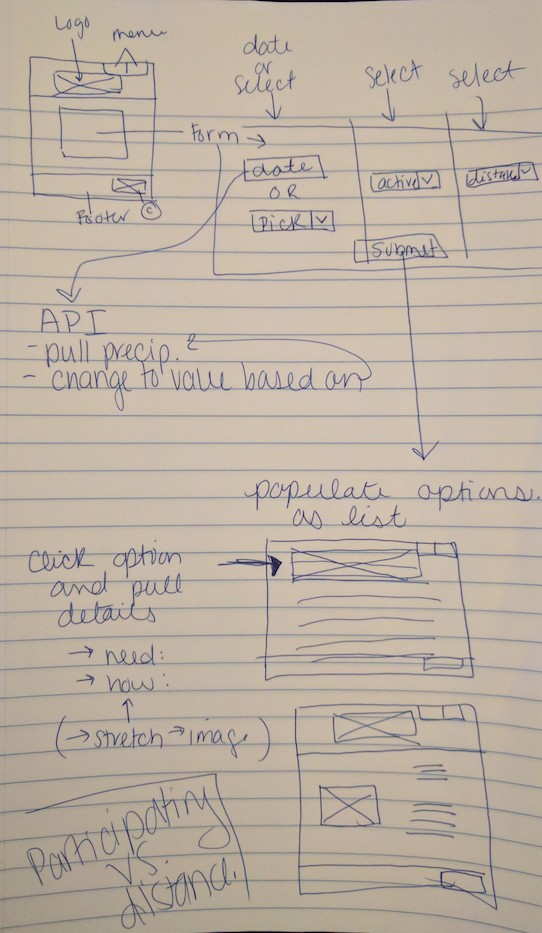 Logo
menu
date
or
select
select
select
Form →
date
OR
Pick
active
distance
submit
Footer
©
API
- pull precip.
- change to value based on
populate options.
as list
click option
and pull
details
→ need:
→ how:
(→ stretch → image)
Participating
vs.
distance.